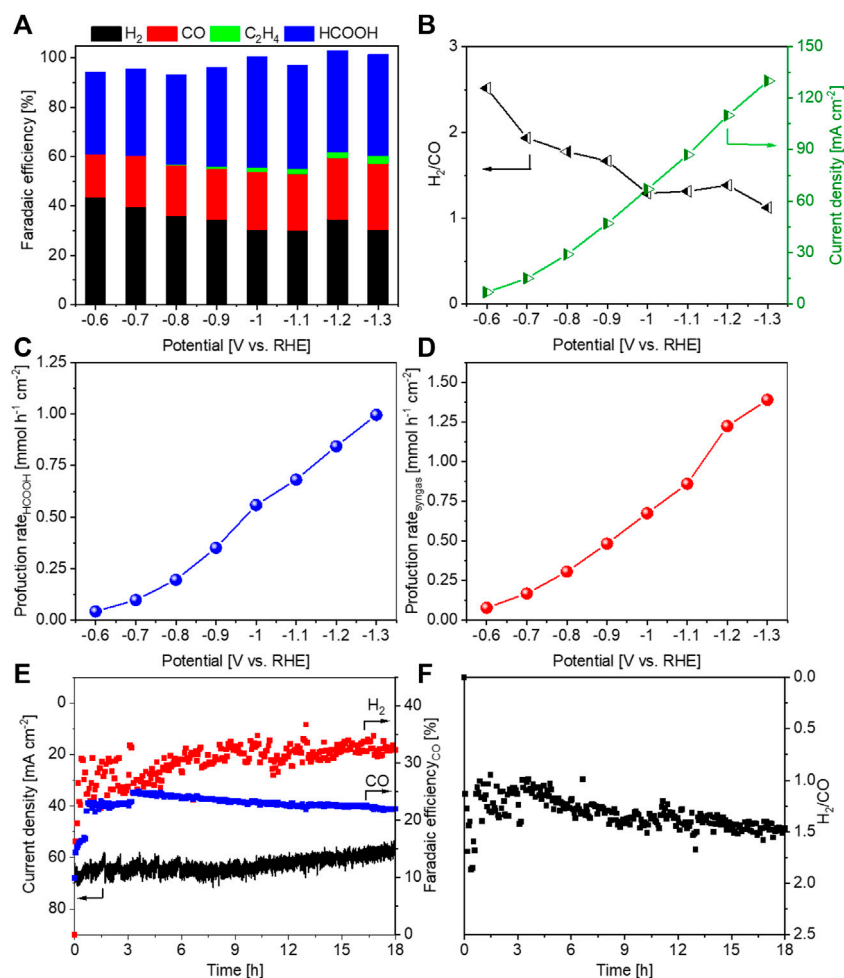 A
H2 CO C2H4 HCOOH
Faradaic efficiency [%]
100
80
60
40
20
0
-0.6 -0.7 -0.8 -0.9 -1 -1.1 -1.2 -1.3
Potential [V vs. RHE]
B
H2/CO
3
2
1
0
150
120
90
60
30
0
Current density [mA cm-2]
-0.6 -0.7 -0.8 -0.9 -1 -1.1 -1.2 -1.3
Potential [V vs. RHE]
C
Profuction rateHCOOH [mmol h-1 cm-2]
1.25
1.00
0.75
0.50
0.25
0.00
-0.6 -0.7 -0.8 -0.9 -1 -1.1 -1.2 -1.3
Potential [V vs. RHE]
D
Profuction ratesyngas [mmol h-1 cm-2]
1.50
1.25
1.00
0.75
0.50
0.25
0.00
-0.6 -0.7 -0.8 -0.9 -1 -1.1 -1.2 -1.3
Potential [V vs. RHE]
E
Current density [mA cm-2]
0
20
40
60
80
H2
CO
40
30
20
10
0
Faradaic efficiencyCO [%]
0 3 6 9 12 15 18
Time [h]
F
0.0
1.0
1.5
2.0
2.5
H2/CO
0 3 6 9 12 15 18
Time [h]